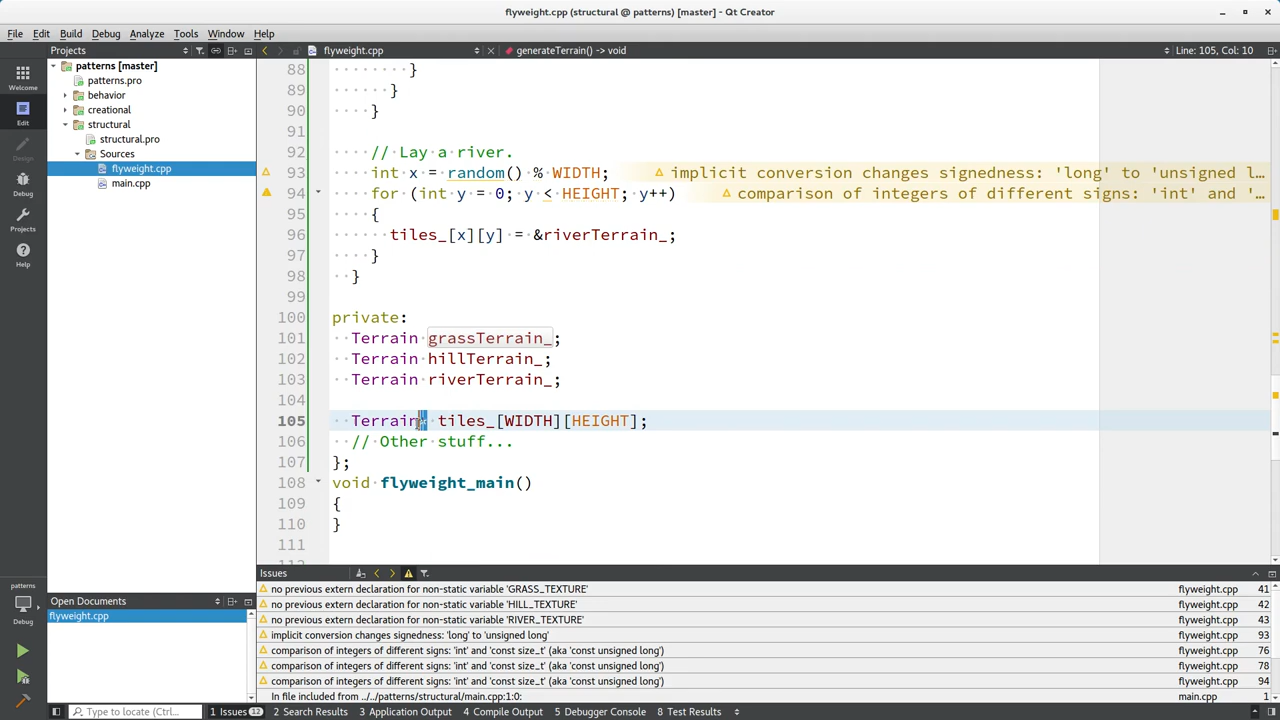 flyweight.cpp (structural @ patterns) [master] - Qt Creator
File Edit Build Debug Analyze Tools Window Help
Projects
flyweight.cpp
generateTerrain() -> void
Line: 105, Col: 10
Welcome
Edit
Design
Debug
Projects
Help
patterns [master]
patterns.pro
behavior
creational
structural
structural.pro
Sources
flyweight.cpp
main.cpp
88 }
89 }
90 }
91
92 // Lay a river.
93 int x = random() % WIDTH; implicit conversion changes signedness: 'long' to 'unsigned l...
94 for (int y = 0; y < HEIGHT; y++) comparison of integers of different signs: 'int' and '...
95 {
96 tiles_[x][y] = &riverTerrain_;
97 }
98 }
99
100 private:
101 Terrain grassTerrain_;
102 Terrain hillTerrain_;
103 Terrain riverTerrain_;
104
105 Terrain* tiles_[WIDTH][HEIGHT];
106 // Other stuff...
107 };
108 void flyweight_main()
109 {
110 }
111
Issues
no previous extern declaration for non-static variable 'GRASS_TEXTURE' flyweight.cpp 41
no previous extern declaration for non-static variable 'HILL_TEXTURE' flyweight.cpp 42
no previous extern declaration for non-static variable 'RIVER_TEXTURE' flyweight.cpp 43
implicit conversion changes signedness: 'long' to 'unsigned long' flyweight.cpp 93
comparison of integers of different signs: 'int' and 'const size_t' (aka 'const unsigned long') flyweight.cpp 76
comparison of integers of different signs: 'int' and 'const size_t' (aka 'const unsigned long') flyweight.cpp 78
comparison of integers of different signs: 'int' and 'const size_t' (aka 'const unsigned long') flyweight.cpp 94
In file included from ../../patterns/structural/main.cpp:1:0: main.cpp 1
Open Documents
flyweight.cpp
patterns
Debug
Type to locate (Ctrl...
1 Issues 12 2 Search Results 3 Application Output 4 Compile Output 5 Debugger Console 8 Test Results